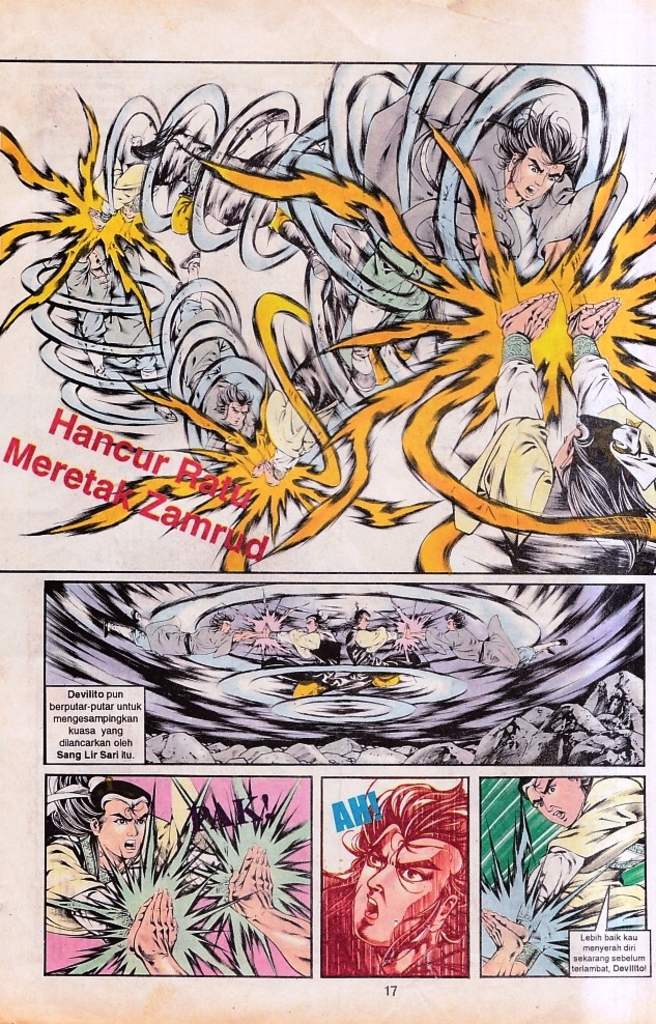 Hancur Ratu
Meretak Zamrud
Devilito pun
berputar-putar untuk
mengesampingkan
kuasa yang
dilancarkan oleh
Sang Lir Sari itu.
PAK!
AH!
Lebih baik kau
menyerah diri
sekarang sebelum
terlambat, Devilito!
17